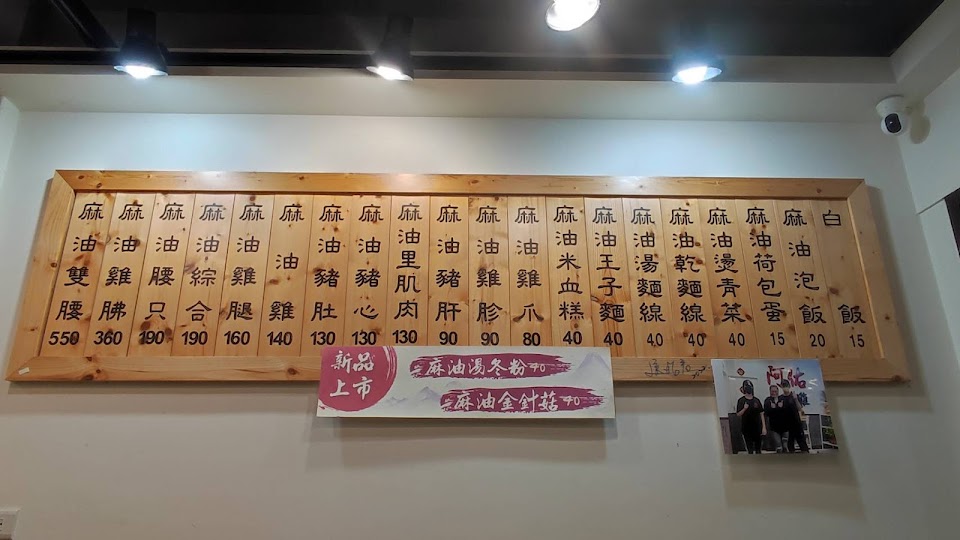 麻油雙腰 550
麻油雞胇 360
麻油腰只 190
麻油綜合 190
麻油雞腿 160
麻油雞 140
麻油豬肚 130
麻油豬心 130
麻油里肌肉 130
麻油豬肝 90
麻油雞胗 90
麻油雞爪 80
麻油米血糕 40
麻油王子麵 40
麻油湯麵線 40
麻油乾麵線 40
麻油燙青菜 40
麻油荷包蛋 15
麻油泡飯 20
白飯 15
新品
上市
麻油湯冬粉 40
麻油金針菇 40
阿佑
雞